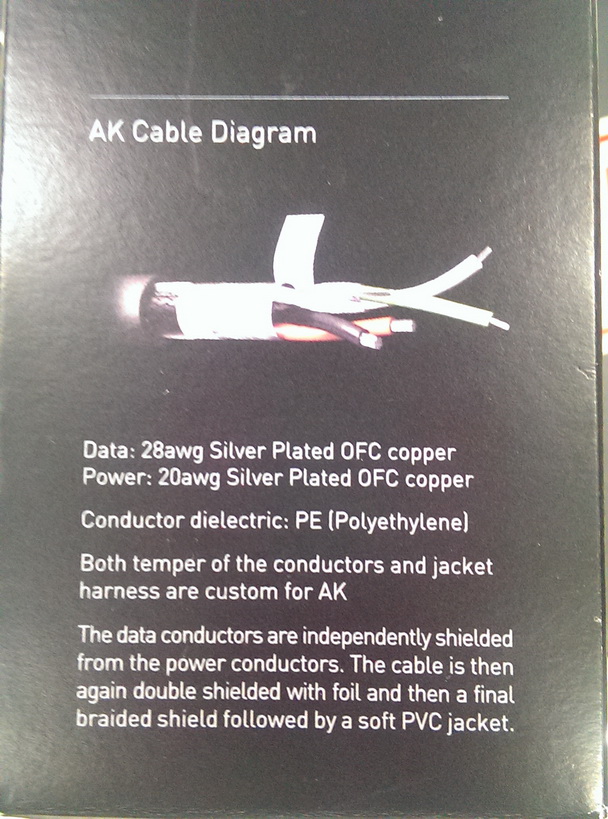 AK Cable Diagram
Data: 28awg Silver Plated OFC copper
Power: 20awg Silver Plated OFC copper
Conductor dielectric: PE (Polyethylene)
Both temper of the conductors and jacket
harness are custom for AK
The data conductors are independently shielded
from the power conductors. The cable is then
again double shielded with foil and then a final
braided shield followed by a soft PVC jacket.